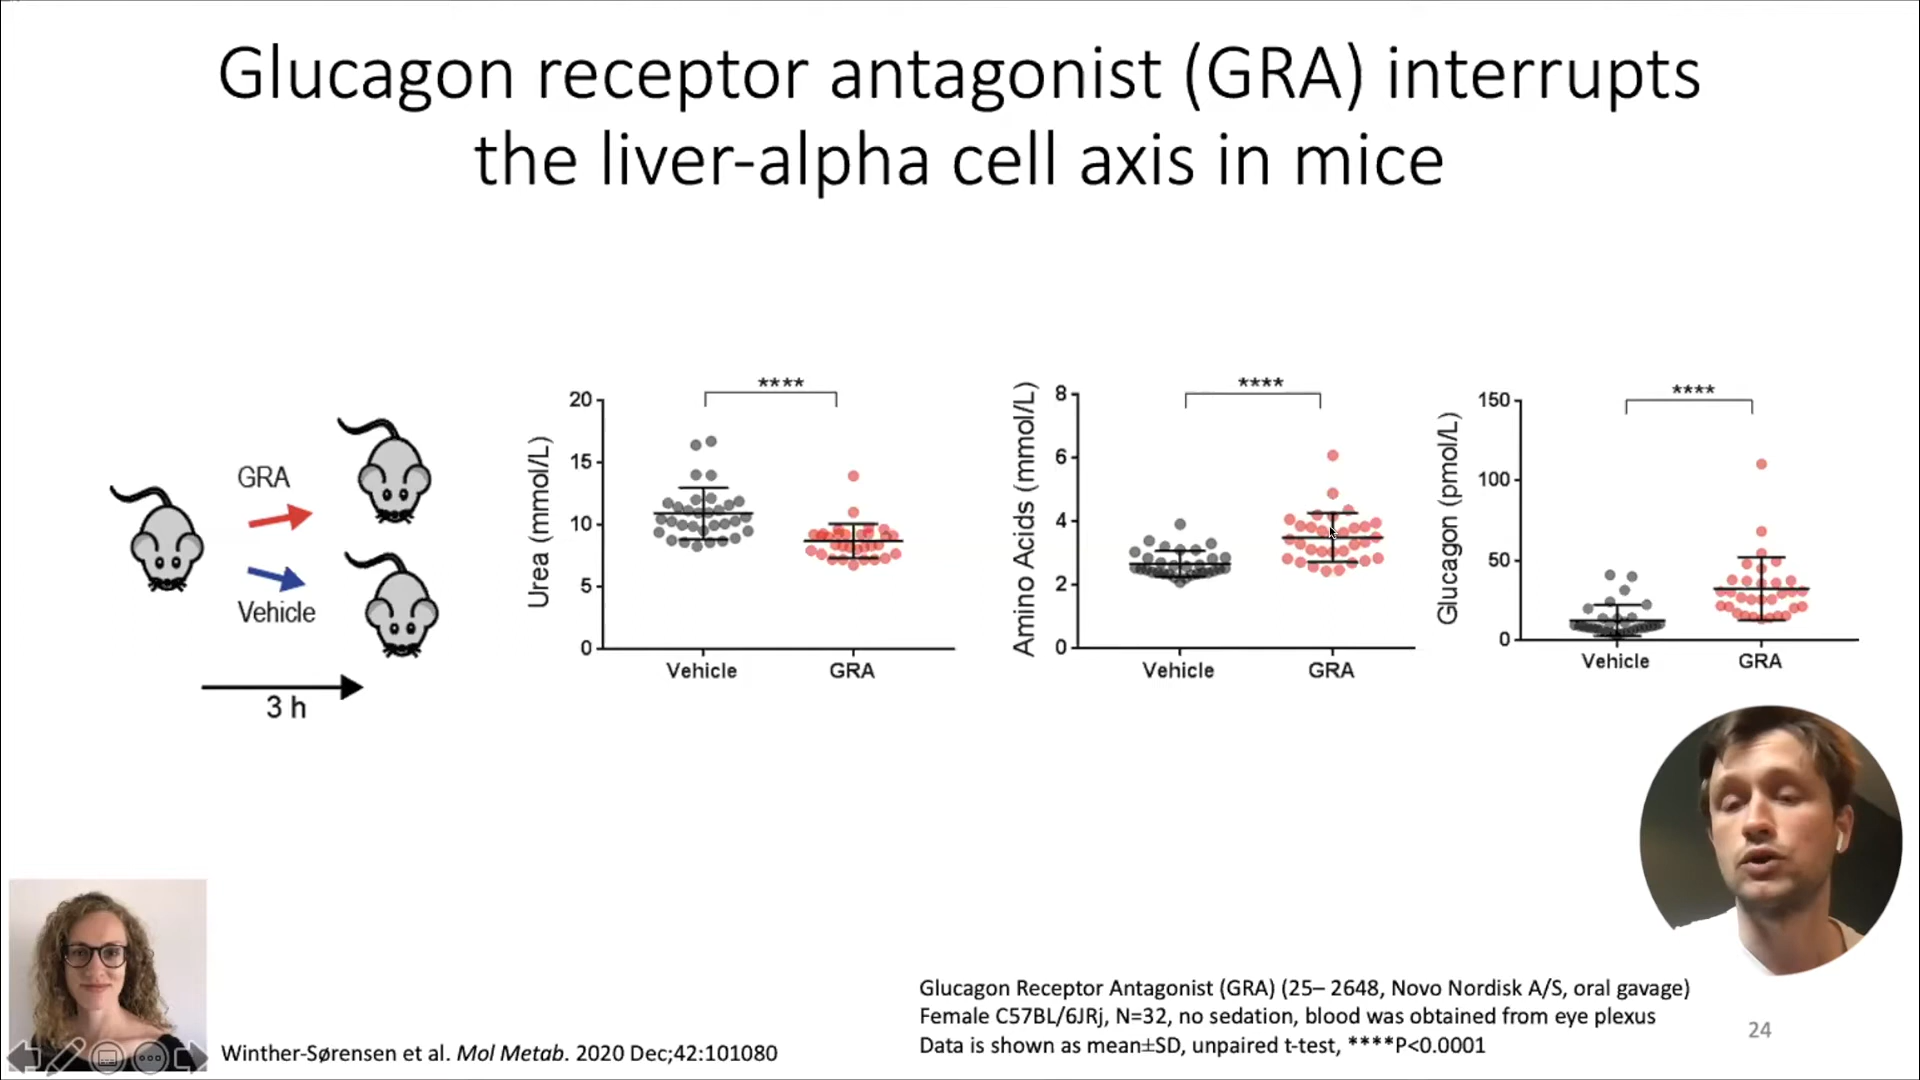 Glucagon receptor antagonist (GRA) interrupts
the liver-alpha cell axis in mice
GRA
Vehicle
3 h
****
Urea (mmol/L)
20
15
10
5
0
Vehicle GRA
****
Amino Acids (mmol/L)
8
6
4
2
0
Vehicle GRA
****
Glucagon (pmol/L)
150
100
50
0
Vehicle GRA
Winther-Sørensen et al. Mol Metab. 2020 Dec;42:101080
Glucagon Receptor Antagonist (GRA) (25– 2648, Novo Nordisk A/S, oral gavage)
Female C57BL/6JRj, N=32, no sedation, blood was obtained from eye plexus
Data is shown as mean±SD, unpaired t-test, ****P<0.0001
24